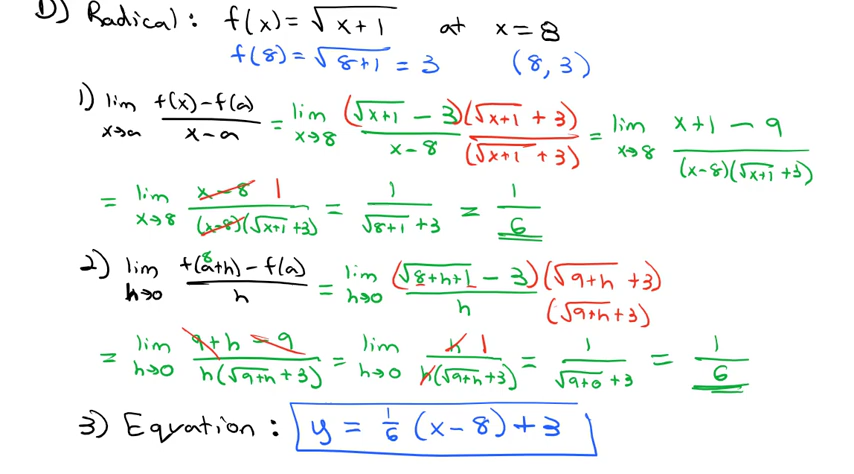 D) Radical: f(x) = √(x+1) at x = 8
f(8) = √(8+1) = 3 (8, 3)
1) lim x→a (f(x) - f(a))/(x - a) = lim x→8 ((√(x+1) - 3)(√(x+1) + 3))/((x - 8)(√(x+1) + 3)) = lim x→8 (x+1 - 9)/((x-8)(√(x+1) + 3))
= lim x→8 (x-8 1)/((x-8)(√(x+1) + 3)) = 1/(√(8+1) + 3) = 1/6
2) lim h→0 (f(a+h) - f(a))/h 8 = lim h→0 ((√(8+h+1) - 3)(√(9+h) + 3))/(h (√(9+h) + 3))
= lim h→0 (9+h - 9)/(h(√(9+h) + 3)) = lim h→0 (h 1)/(h(√(9+h) + 3)) = 1/(√(9+0) + 3) = 1/6
3) Equation: y = 1/6 (x - 8) + 3